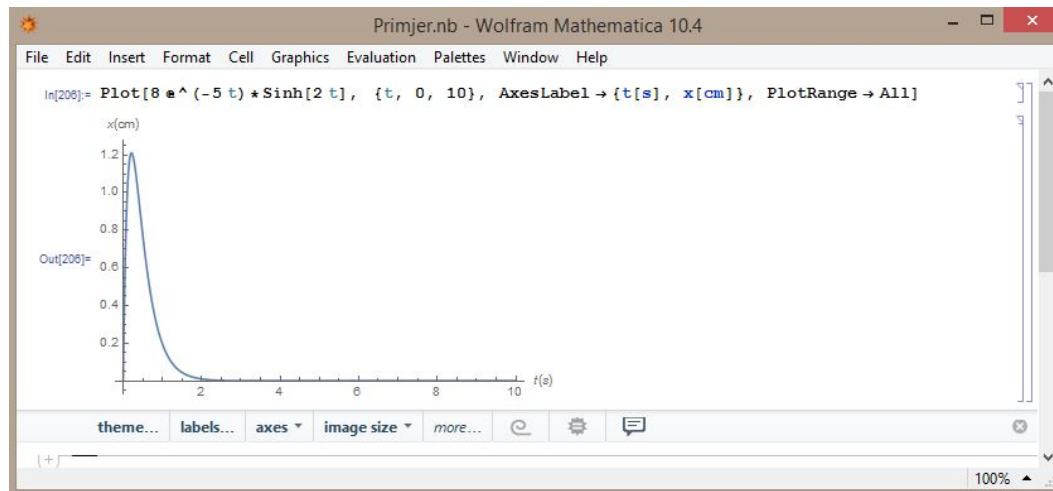 Primjer.nb - Wolfram Mathematica 10.4
File Edit Insert Format Cell Graphics Evaluation Palettes Window Help
In[206]:= Plot[8 ⅇ^(-5 t)*Sinh[2 t], {t, 0, 10}, AxesLabel→{t[s], x[cm]}, PlotRange→All]
x(cm)
1.2
1.0
0.8
Out[206]=
0.6
0.4
0.2
2 4 6 8 10 t(s)
theme... labels... axes image size more...
100%